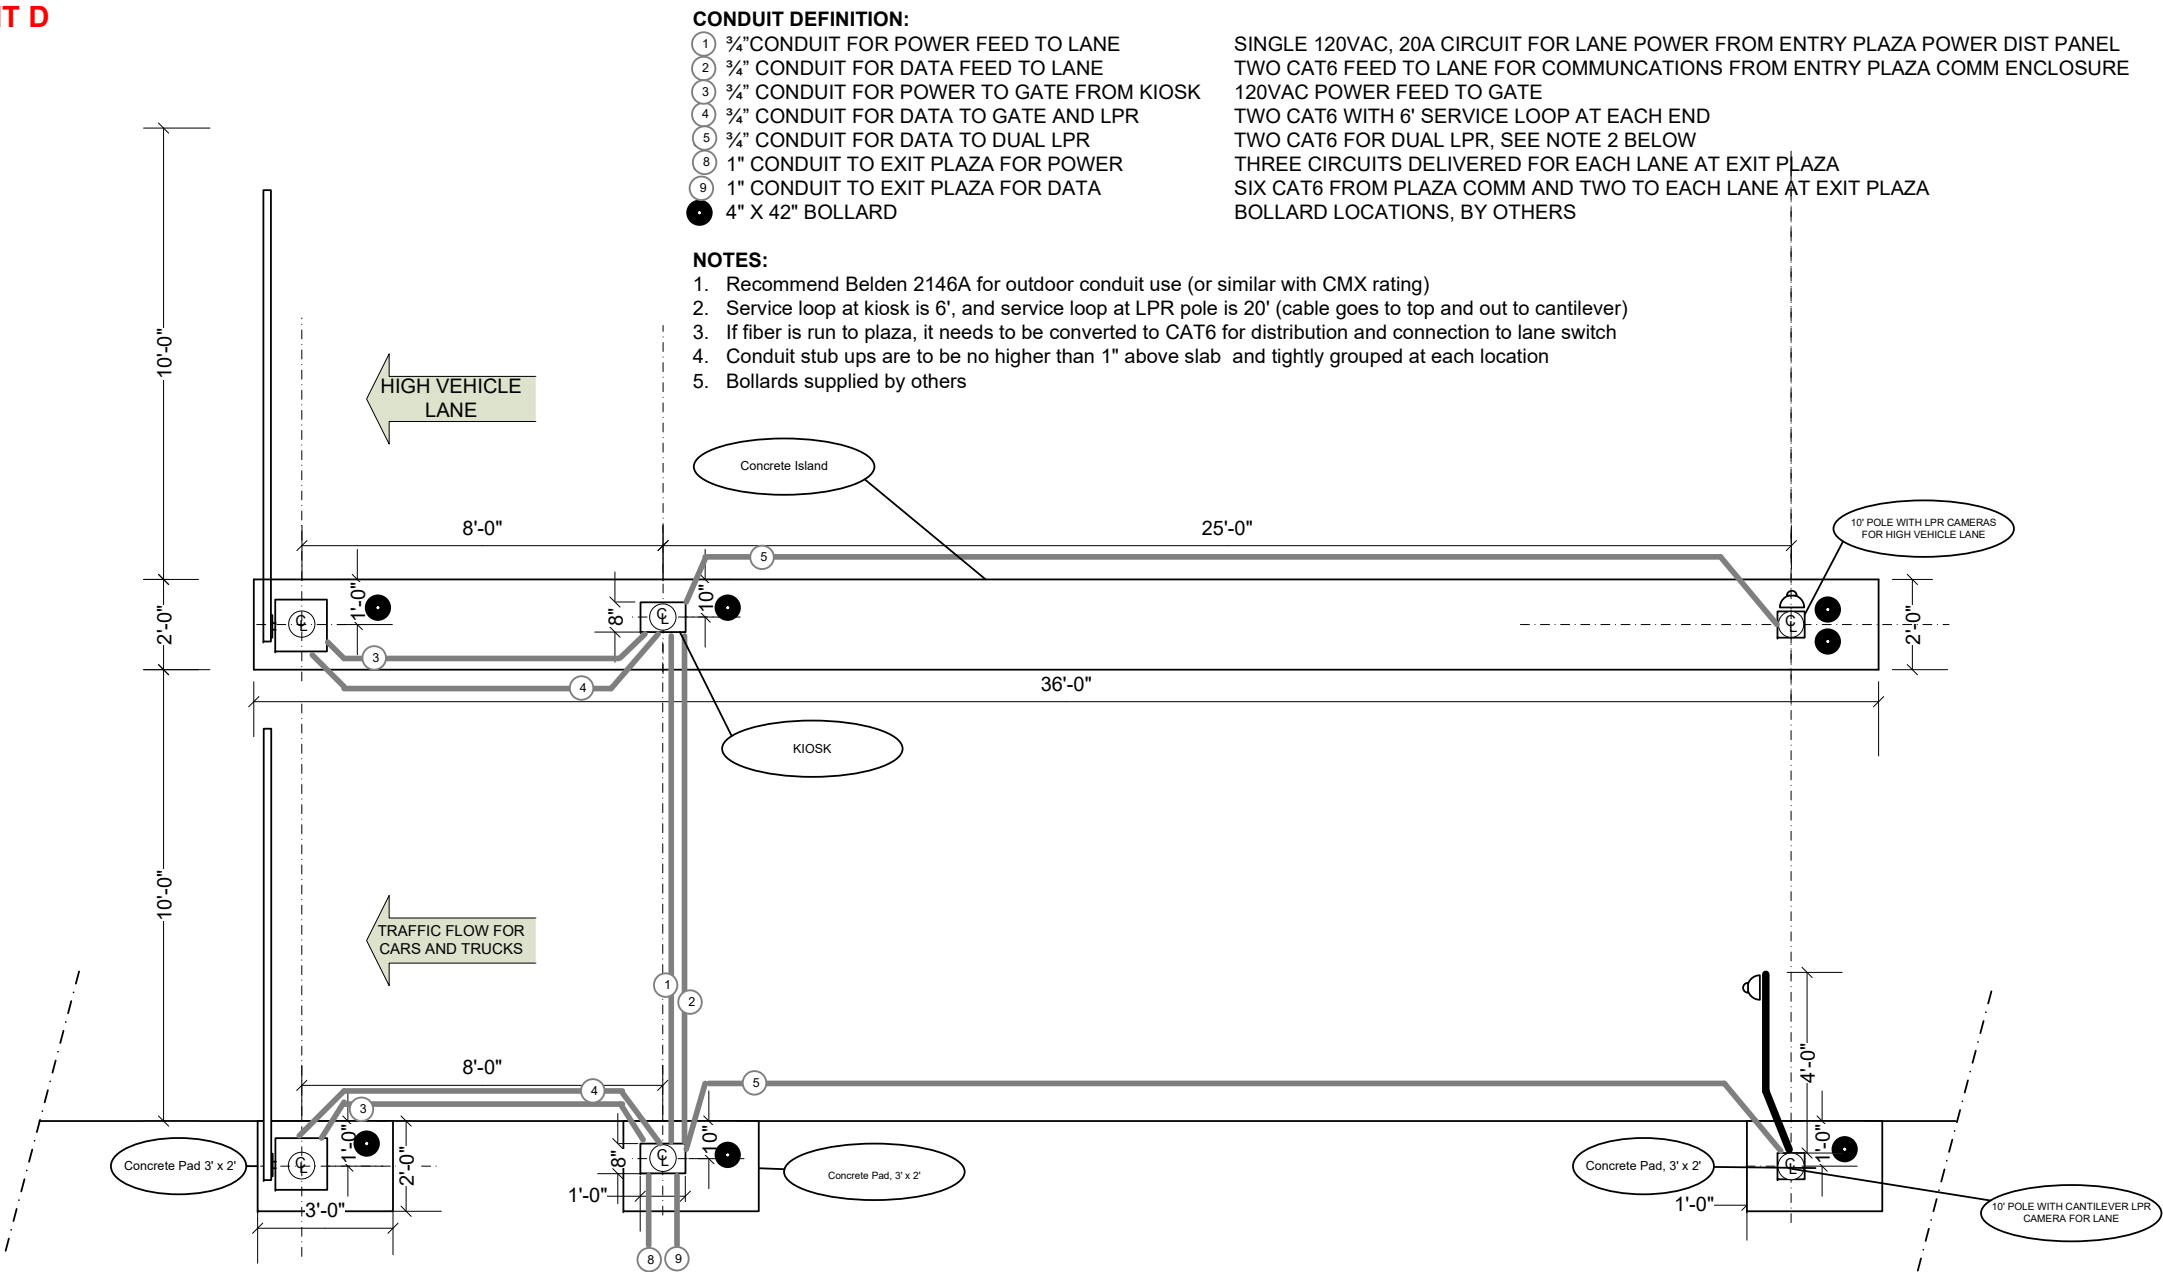 IT D
CONDUIT DEFINITION:
1 ¾”CONDUIT FOR POWER FEED TO LANE SINGLE 120VAC, 20A CIRCUIT FOR LANE POWER FROM ENTRY PLAZA POWER DIST PANEL
2 ¾” CONDUIT FOR DATA FEED TO LANE TWO CAT6 FEED TO LANE FOR COMMUNCATIONS FROM ENTRY PLAZA COMM ENCLOSURE
3 ¾” CONDUIT FOR POWER TO GATE FROM KIOSK 120VAC POWER FEED TO GATE
4 ¾” CONDUIT FOR DATA TO GATE AND LPR TWO CAT6 WITH 6' SERVICE LOOP AT EACH END
5 ¾” CONDUIT FOR DATA TO DUAL LPR TWO CAT6 FOR DUAL LPR, SEE NOTE 2 BELOW
8 1" CONDUIT TO EXIT PLAZA FOR POWER THREE CIRCUITS DELIVERED FOR EACH LANE AT EXIT PLAZA
9 1" CONDUIT TO EXIT PLAZA FOR DATA SIX CAT6 FROM PLAZA COMM AND TWO TO EACH LANE AT EXIT PLAZA
4" X 42" BOLLARD BOLLARD LOCATIONS, BY OTHERS
NOTES:
1. Recommend Belden 2146A for outdoor conduit use (or similar with CMX rating)
2. Service loop at kiosk is 6', and service loop at LPR pole is 20' (cable goes to top and out to cantilever)
3. If fiber is run to plaza, it needs to be converted to CAT6 for distribution and connection to lane switch
4. Conduit stub ups are to be no higher than 1" above slab and tightly grouped at each location
5. Bollards supplied by others
10'-0"
HIGH VEHICLE
LANE
Concrete Island
8'-0"
25'-0"
10' POLE WITH LPR CAMERAS
FOR HIGH VEHICLE LANE
5
2'-0"
1'-0"
8"
10"
2'-0"
CL
CL
CL
3
4
36'-0"
KIOSK
10'-0"
TRAFFIC FLOW FOR
CARS AND TRUCKS
1
2
8'-0"
4'-0"
4
5
3
1'-0"
2'-0"
8"
10"
1'-0"
Concrete Pad 3' x 2'
CL
CL
Concrete Pad, 3' x 2'
Concrete Pad, 3' x 2'
CL
3'-0"
1'-0"
1'-0"
10' POLE WITH CANTILEVER LPR
CAMERA FOR LANE
8
9